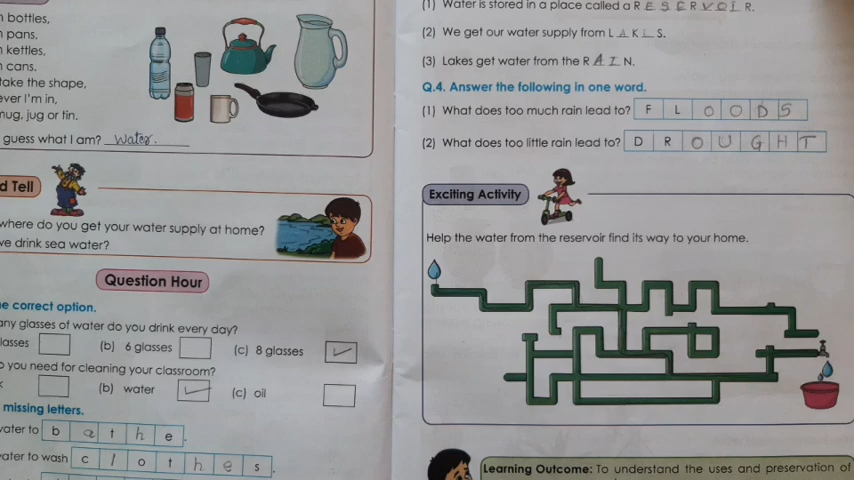 bottles,
pans.
kettles,
cans.
take the shape,
ever I'm in,
mug, jug or tin.
guess what I am? Water.
d Tell
where do you get your water supply at home?
ve drink sea water?
Question Hour
e correct option.
any glasses of water do you drink every day?
lasses (b) 6 glasses (c) 8 glasses
you need for cleaning your classroom?
(b) water (c) oil
missing letters.
water to b a t h e .
water to wash c l o t h e s .
(1) Water is stored in a place called a R E S E R V O I R.
(2) We get our water supply from L A K E S.
(3) Lakes get water from the R A I N.
Q.4. Answer the following in one word.
(1) What does too much rain lead to? F L O O D S
(2) What does too little rain lead to? D R O U G H T
Exciting Activity
Help the water from the reservoir find its way to your home.
Learning Outcome: To understand the uses and preservation of